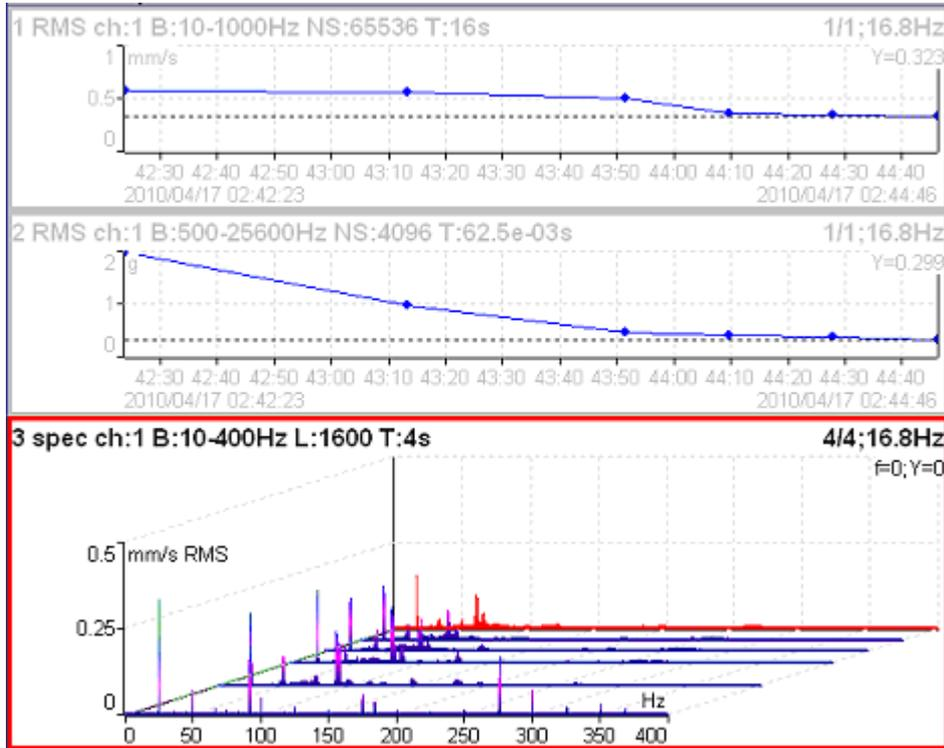 1 RMS ch:1 B:10-1000Hz NS:65536 T:16s 1/1;16.8Hz
1 mm/s Y=0.323
0.5
0
42:30 42:40 42:50 43:00 43:10 43:20 43:30 43:40 43:50 44:00 44:10 44:20 44:30 44:40
2010/04/17 02:42:23 2010/04/17 02:44:46
2 RMS ch:1 B:500-25600Hz NS:4096 T:62.5e-03s 1/1;16.8Hz
2 g Y=0.299
1
0
42:30 42:40 42:50 43:00 43:10 43:20 43:30 43:40 43:50 44:00 44:10 44:20 44:30 44:40
2010/04/17 02:42:23 2010/04/17 02:44:46
3 spec ch:1 B:10-400Hz L:1600 T:4s 4/4;16.8Hz
f=0;Y=0
0.5 mm/s RMS
0.25
0 Hz
0 50 100 150 200 250 300 350 400